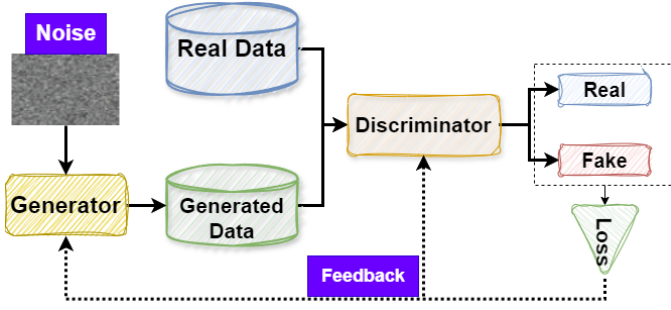 Noise
Real Data
Discriminator
Real
Fake
Generator
Generated
Data
Loss
Feedback